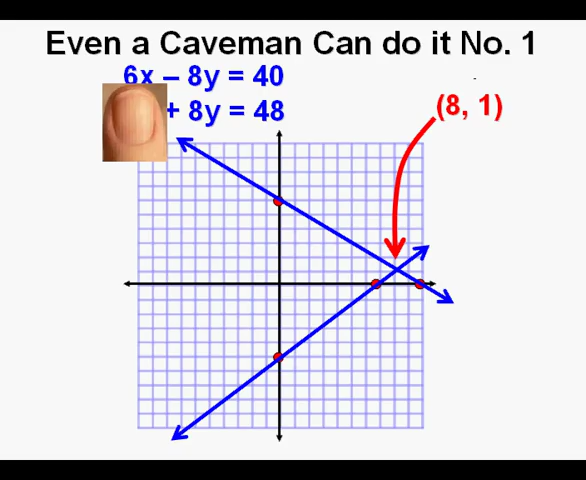 Even a Caveman Can do it No. 1
6x – 8y = 40
+ 8y = 48
(8, 1)